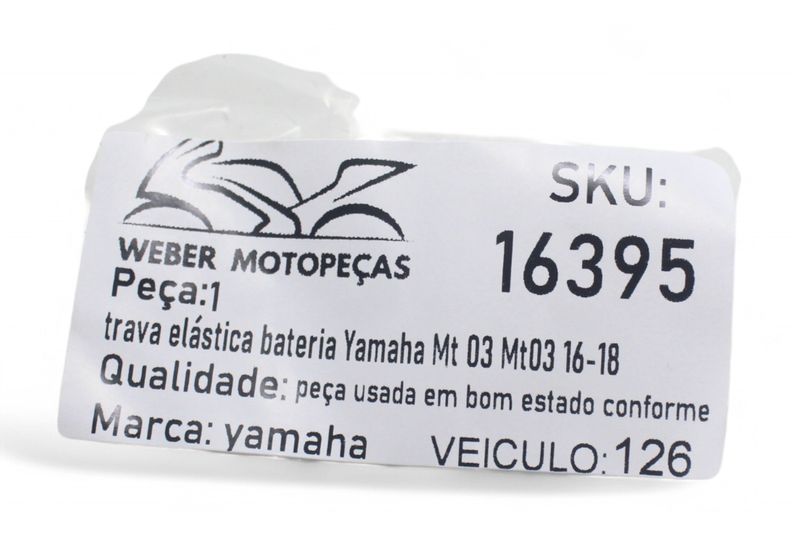 WEBER MOTOPEÇAS
SKU:
16395
Peça:1
trava elástica bateria Yamaha Mt 03 Mt03 16-18
Qualidade: peça usada em bom estado conforme
Marca: yamaha
VEICULO: 126